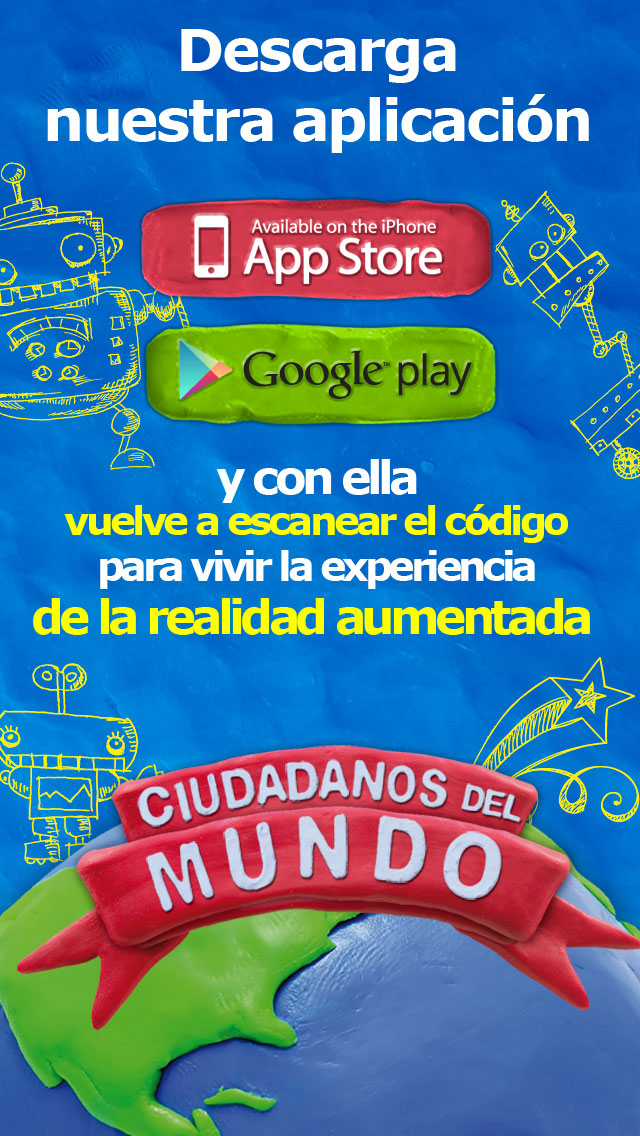 Descarga
nuestra aplicación
Available on the iPhone
App Store
Google™ play
y con ella
vuelve a escanear el código
para vivir la experiencia
de la realidad aumentada
CIUDADANOS DEL
MUNDO